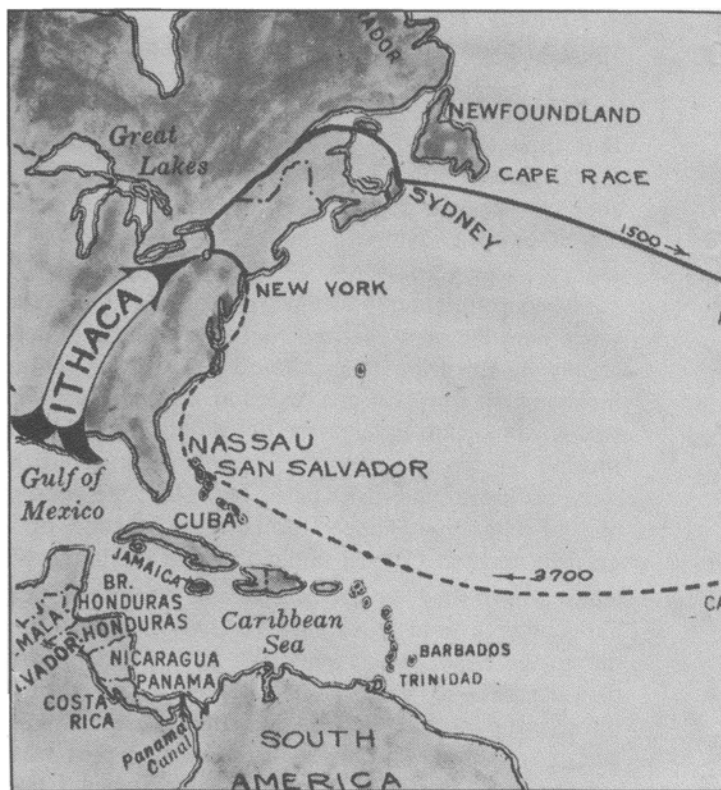 Great
Lakes
NEWFOUNDLAND
CAPE RACE
SYDNEY
1500
NEW YORK
ITHACA
NASSAU
SAN SALVADOR
Gulf of
Mexico
CUBA
3700
JAMAICA
BR.
HONDURAS
HONDURAS
Caribbean
Sea
NICARAGUA
PANAMA
BARBADOS
TRINIDAD
COSTA
RICA
Panama
Canal
SOUTH
AMERICA